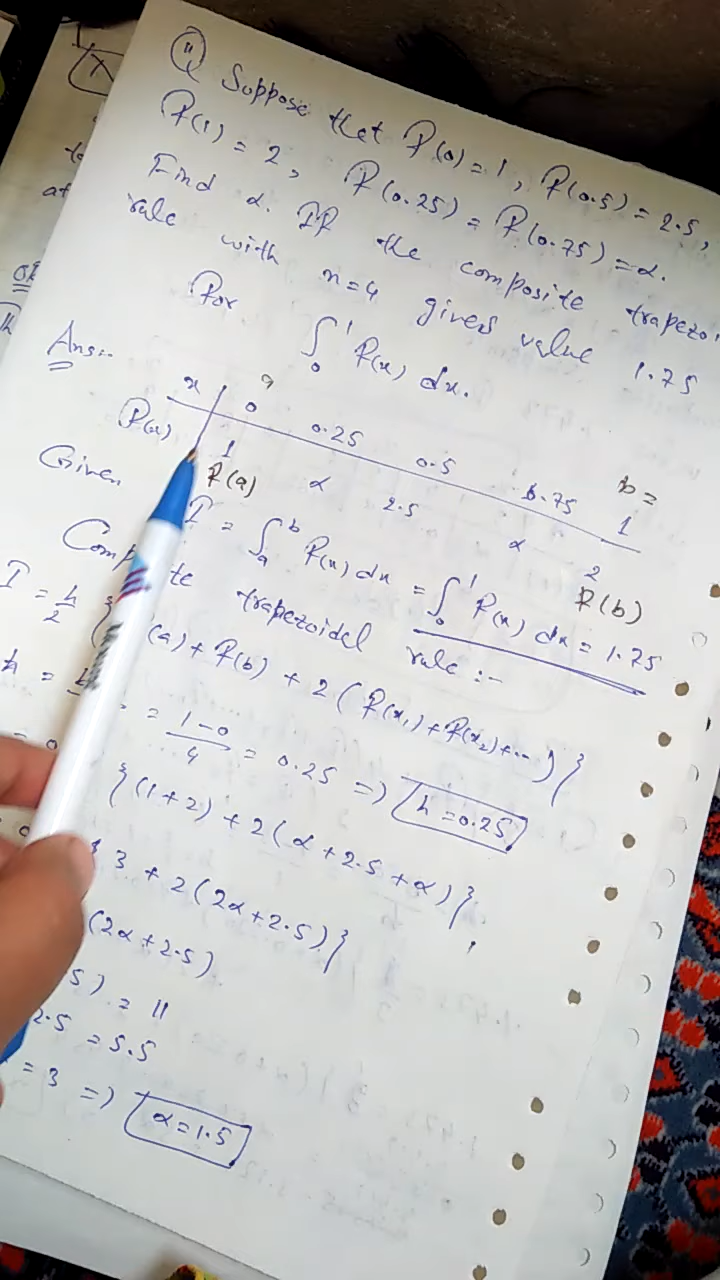 Q Suppose that f(0) = 1, f(0.5) = 2.5,
f(1) = 2, f(0.25) = f(0.75) = α.
Find α. If the composite
rule with n=4 gives value 1.75
for ∫₀¹ f(x) dx.
Ans:-
x 0 0.25 0.5 0.75 1
a b =
f(x) 1 α 2.5 α 2
f(a) f(b)
Given I = ∫ₐᵇ f(x) dx = ∫₀¹ f(x) dx = 1.75
trapezoidal rule :-
I = h/2 { (a) + f(b) + 2 (f(x₁) + f(x₂) + ... ) }
h = = 1-0/4 = 0.25 => h = 0.25
{(1+2) + 2(α + 2.5 + α)}
3 + 2(2α + 2.5)}
(2α + 2.5)
5) = 11
2.5 = 5.5
= 3 => α = 1.5